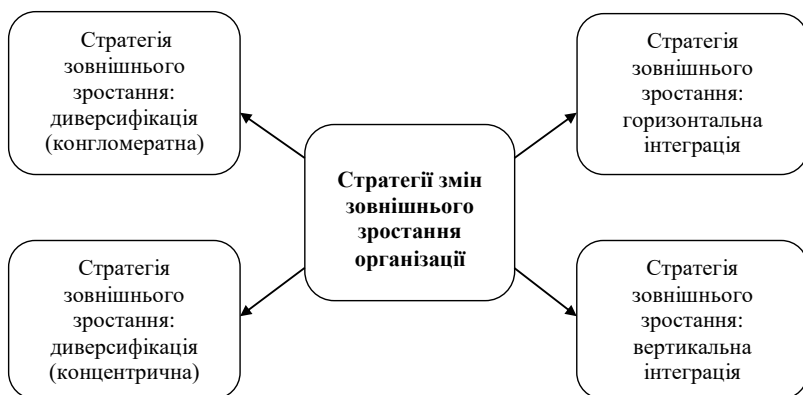 Стратегія
зовнішнього
зростання:
диверсифікація
(конгломератна)
Стратегія
зовнішнього
зростання:
горизонтальна
інтеграція
Стратегії змін
зовнішнього
зростання
організації
Стратегія
зовнішнього
зростання:
диверсифікація
(концентрична)
Стратегія
зовнішнього
зростання:
вертикальна
інтеграція